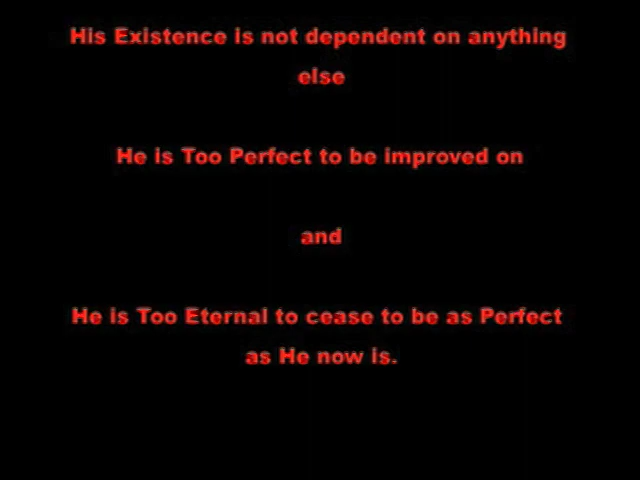 His Existence is not dependent on anything
else
He is Too Perfect to be improved on
and
He is Too Eternal to cease to be as Perfect
as He now is.